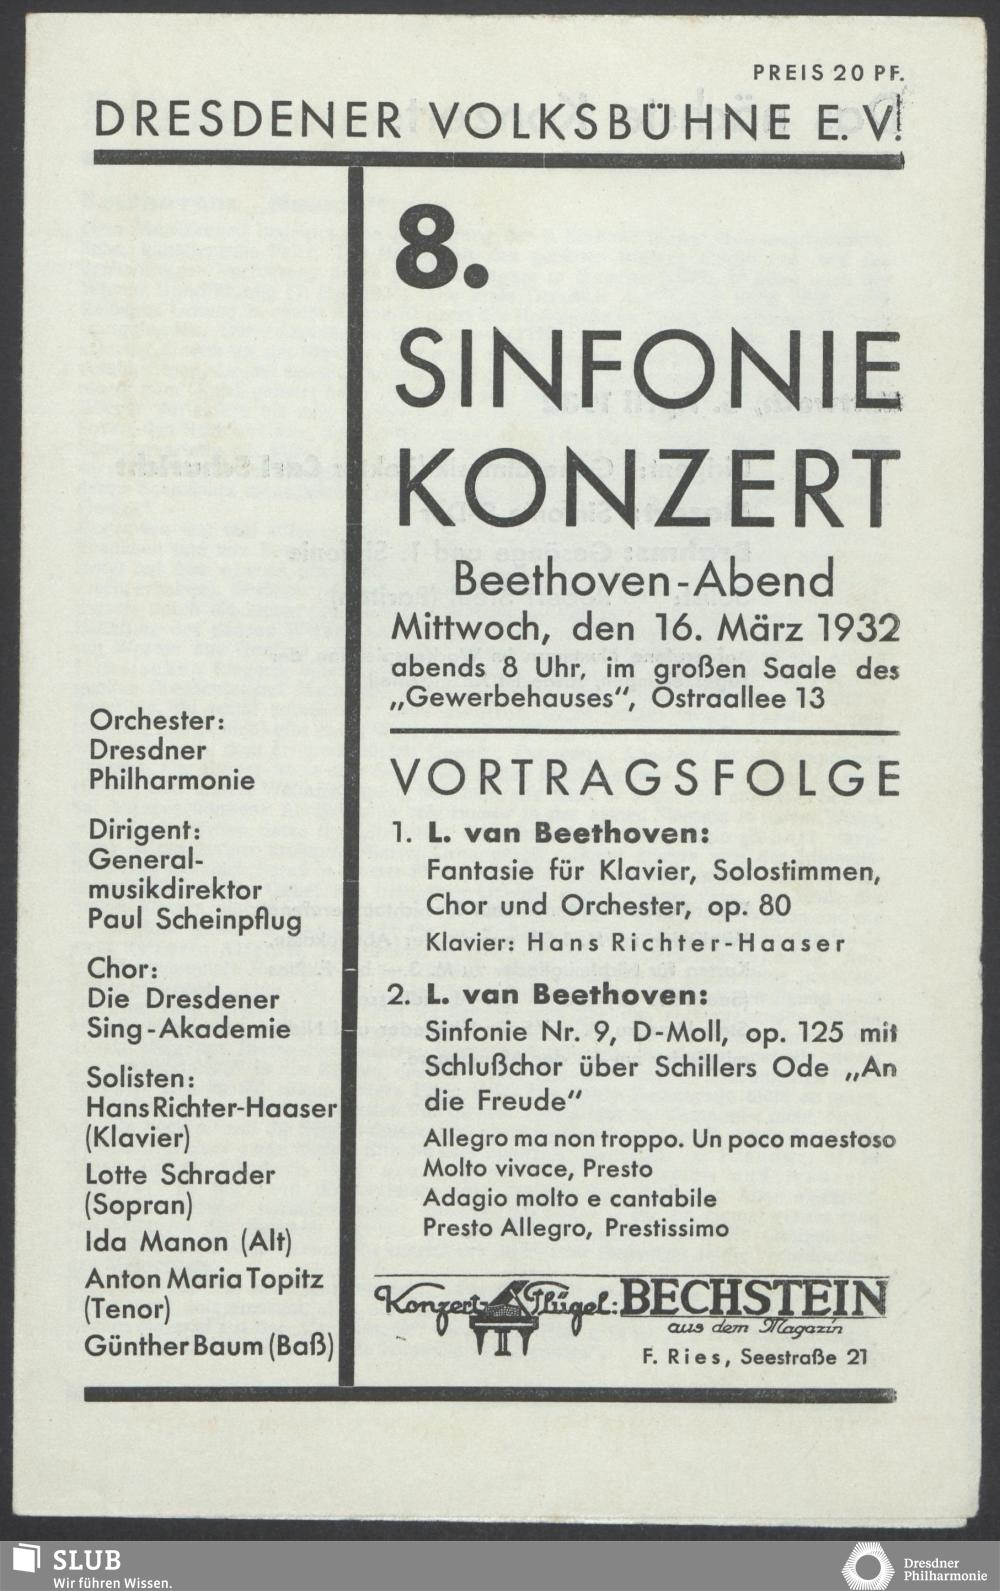 PREIS 20 PF.
DRESDENER VOLKSBÜHNE E. V.
8.
SINFONIE
KONZERT
Beethoven-Abend
Mittwoch, den 16. März 1932
abends 8 Uhr, im großen Saale des
„Gewerbehauses“, Ostraallee 13
Orchester:
Dresdner
Philharmonie
Dirigent:
General-
musikdirektor
Paul Scheinpflug
Chor:
Die Dresdener
Sing-Akademie
Solisten:
Hans Richter-Haaser
(Klavier)
Lotte Schrader
(Sopran)
Ida Manon (Alt)
Anton Maria Topitz
(Tenor)
Günther Baum (Baß)
VORTRAGSFOLGE
1. L. van Beethoven:
Fantasie für Klavier, Solostimmen,
Chor und Orchester, op. 80
Klavier: Hans Richter-Haaser
2. L. van Beethoven:
Sinfonie Nr. 9, D-Moll, op. 125 mit
Schlußchor über Schillers Ode „An
die Freude“
Allegro ma non troppo. Un poco maestoso
Molto vivace, Presto
Adagio molto e cantabile
Presto Allegro, Prestissimo
Konzert-Flügel: BECHSTEIN
aus dem Magazin
F. Ries, Seestraße 21
SLUB
Wir führen Wissen.
Dresdner
Philharmonie